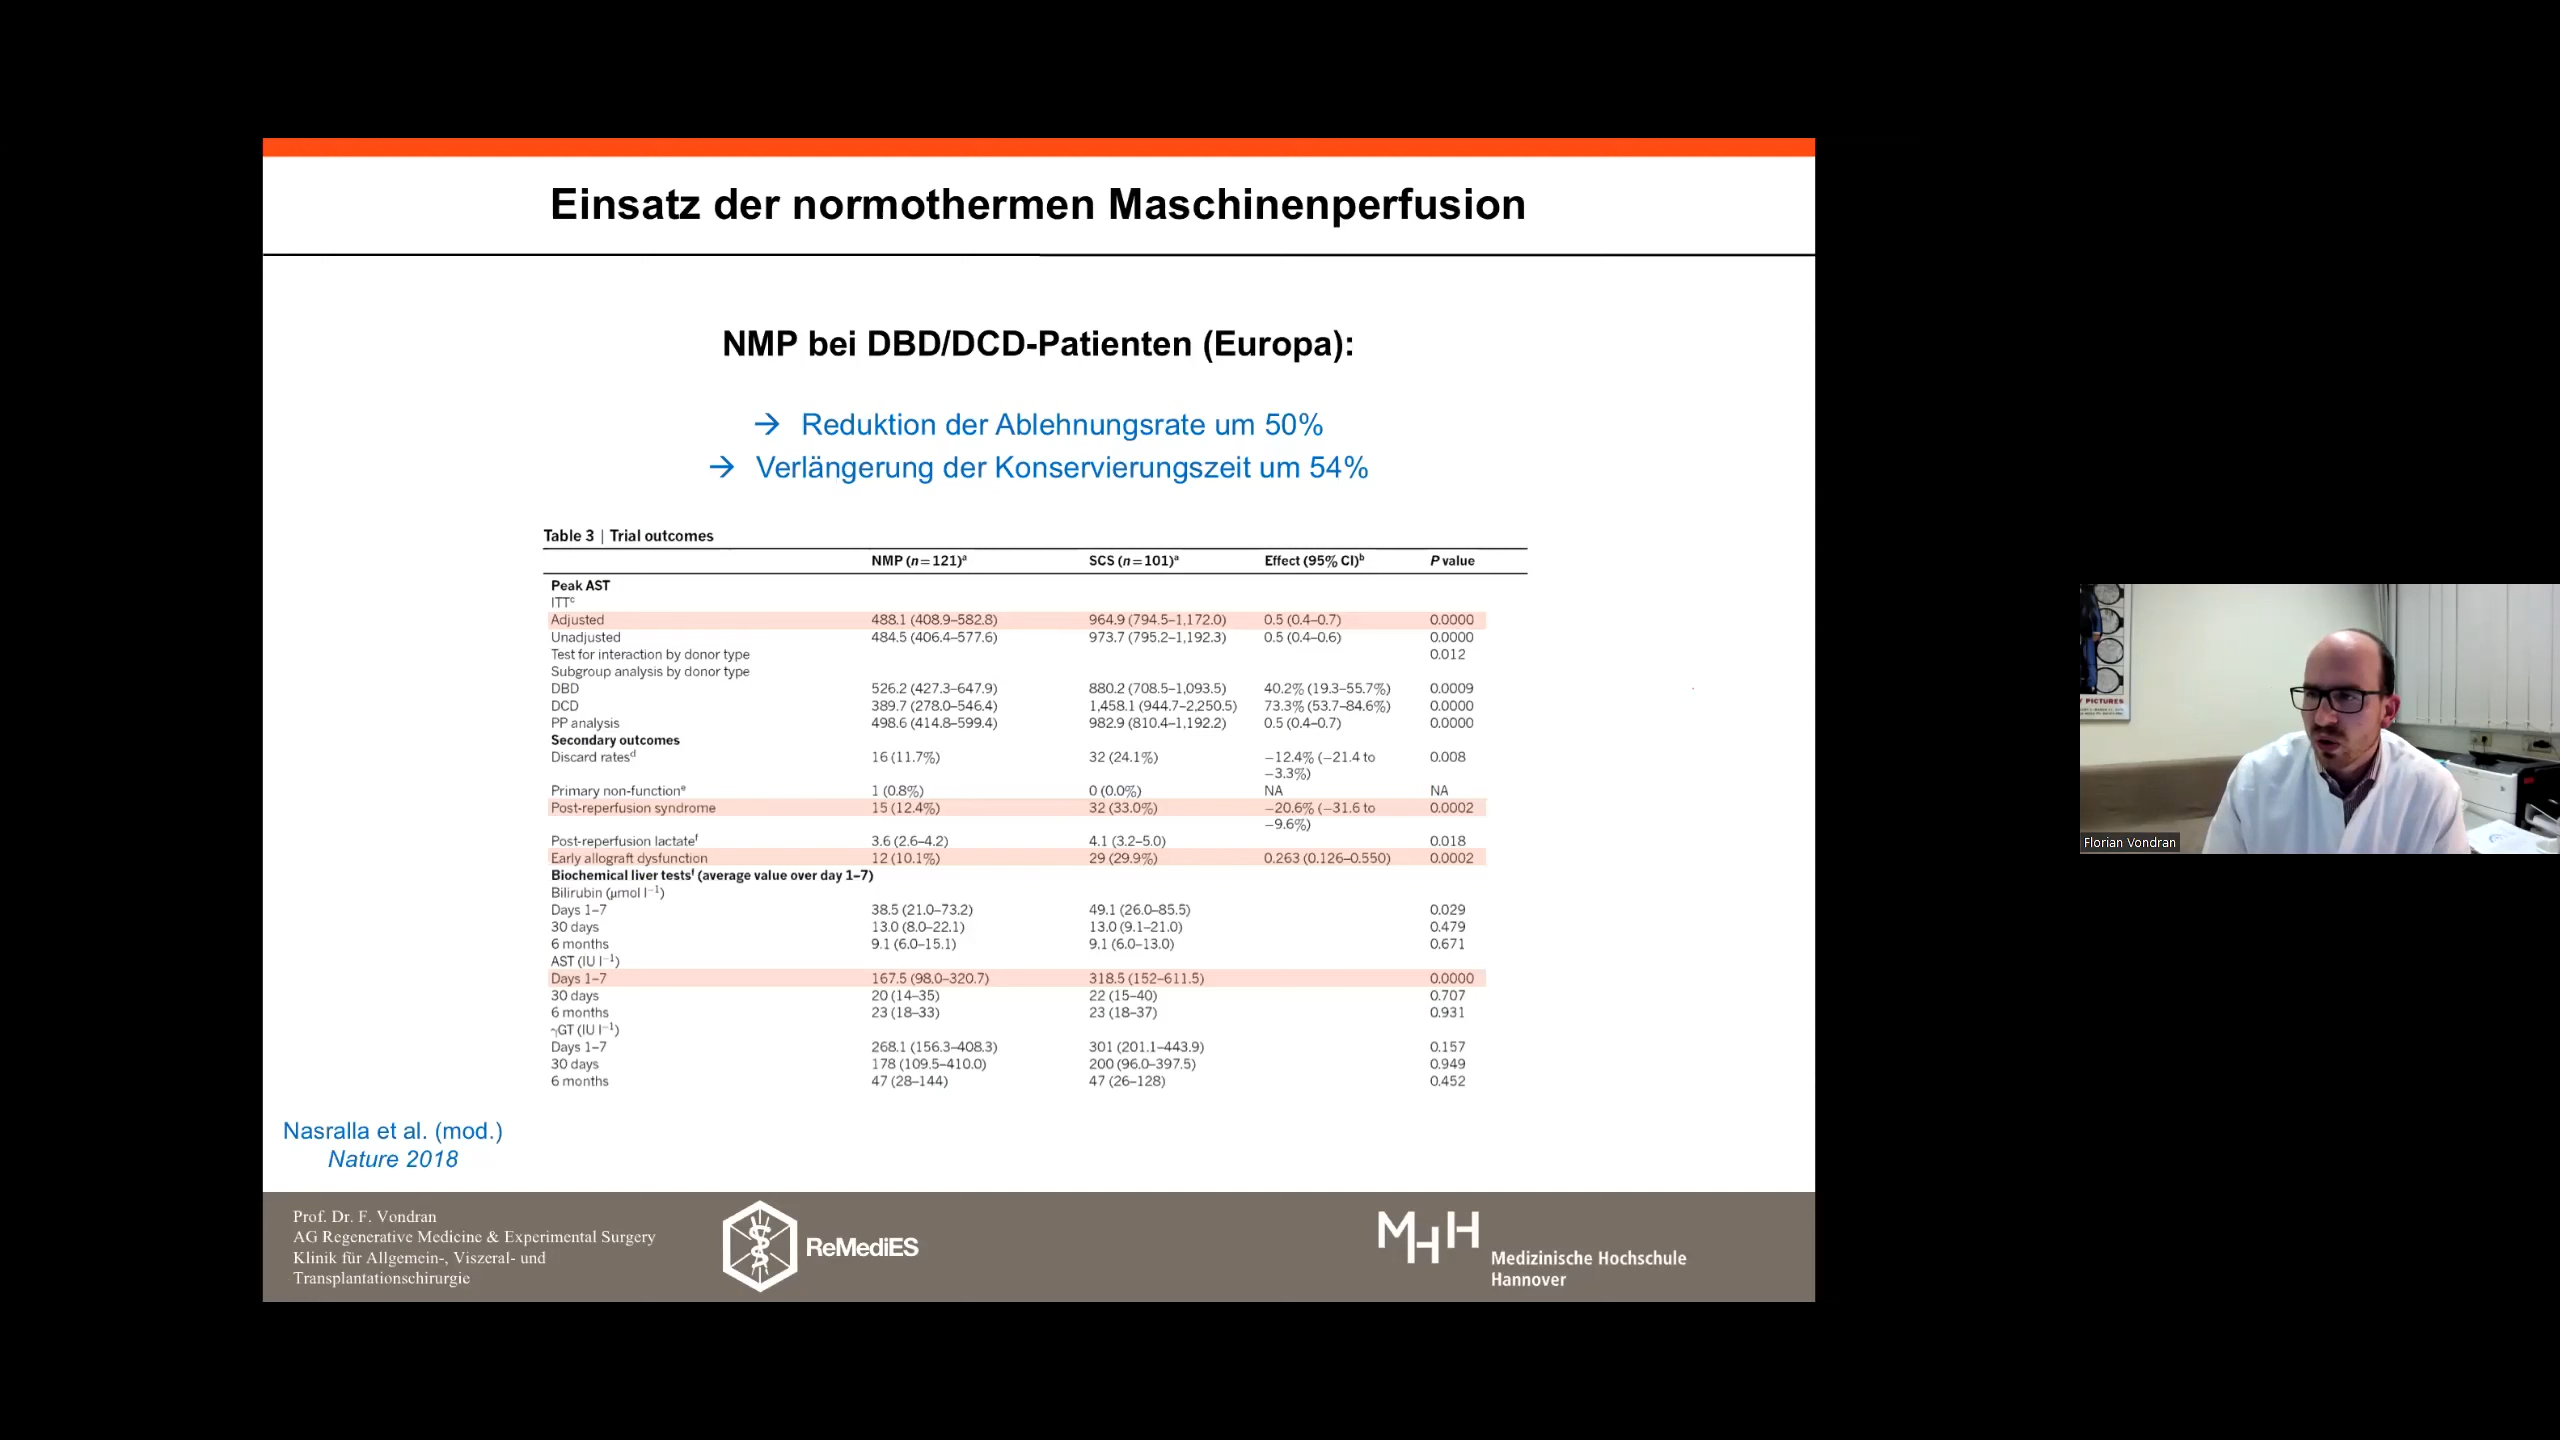 Einsatz der normothermen Maschinenperfusion
NMP bei DBD/DCD-Patienten (Europa):
→ Reduktion der Ablehnungsrate um 50%
→ Verlängerung der Konservierungszeit um 54%
Table 3 | Trial outcomes
NMP (n=121)ᵃ SCS (n=101)ᵃ Effect (95% CI)ᵇ P value
Peak AST
ITTᶜ
Adjusted 488.1 (408.9–582.8) 964.9 (794.5–1,172.0) 0.5 (0.4–0.7) 0.0000
Unadjusted 484.5 (406.4–577.6) 973.7 (795.2–1,192.3) 0.5 (0.4–0.6) 0.0000
Test for interaction by donor type 0.012
Subgroup analysis by donor type
DBD 526.2 (427.3–647.9) 880.2 (708.5–1,093.5) 40.2% (19.3–55.7%) 0.0009
DCD 389.7 (278.0–546.4) 1,458.1 (944.7–2,250.5) 73.3% (53.7–84.6%) 0.0000
PP analysis 498.6 (414.8–599.4) 982.9 (810.4–1,192.2) 0.5 (0.4–0.7) 0.0000
Secondary outcomes
Discard ratesᵈ 16 (11.7%) 32 (24.1%) −12.4% (−21.4 to 0.008
−3.3%)
Primary non-functionᵉ 1 (0.8%) 0 (0.0%) NA NA
Post-reperfusion syndrome 15 (12.4%) 32 (33.0%) −20.6% (−31.6 to 0.0002
−9.6%)
Post-reperfusion lactateᶠ 3.6 (2.6–4.2) 4.1 (3.2–5.0) 0.018
Early allograft dysfunction 12 (10.1%) 29 (29.9%) 0.263 (0.126–0.550) 0.0002
Biochemical liver testsᶠ (average value over day 1–7)
Bilirubin (μmol l⁻¹)
Days 1–7 38.5 (21.0–73.2) 49.1 (26.0–85.5) 0.029
30 days 13.0 (8.0–22.1) 13.0 (9.1–21.0) 0.479
6 months 9.1 (6.0–15.1) 9.1 (6.0–13.0) 0.671
AST (IU l⁻¹)
Days 1–7 167.5 (98.0–320.7) 318.5 (152–611.5) 0.0000
30 days 20 (14–35) 22 (15–40) 0.707
6 months 23 (18–33) 23 (18–37) 0.931
γGT (IU l⁻¹)
Days 1–7 268.1 (156.3–408.3) 301 (201.1–443.9) 0.157
30 days 178 (109.5–410.0) 200 (96.0–397.5) 0.949
6 months 47 (28–144) 47 (26–128) 0.452
Nasralla et al. (mod.)
Nature 2018
Prof. Dr. F. Vondran
AG Regenerative Medicine & Experimental Surgery
Klinik für Allgemein-, Viszeral- und
Transplantationschirurgie
ReMediES
MHH
Medizinische Hochschule
Hannover
PICTURES
Florian Vondran